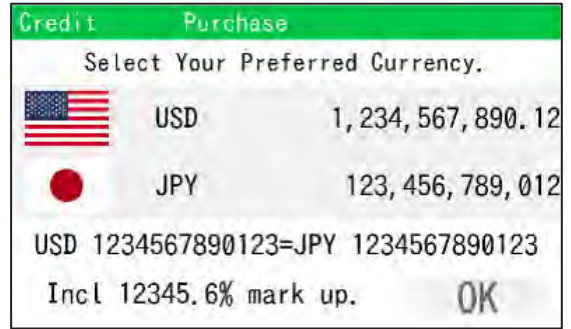 Credit Purchase
Select Your Preferred Currency.
USD 1,234,567,890.12
JPY 123,456,789,012
USD 1234567890123=JPY 1234567890123
Incl 12345.6% mark up. OK